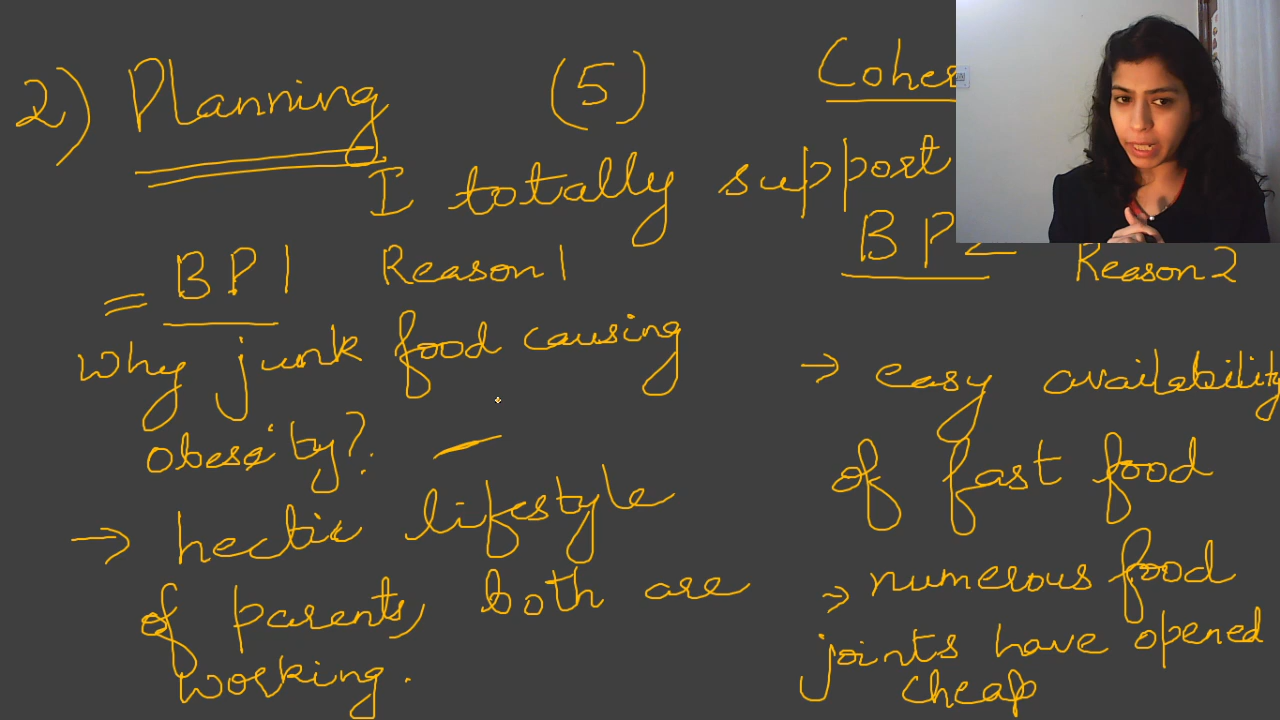 2) Planning (5)
I totally support
= BP1 Reason 1
Why junk food causing
obesity?
→ hectic lifestyle
of parents, both are
working.
BP2 Reason 2
→ easy availability
of fast food
→ numerous food
joints have opened
cheap